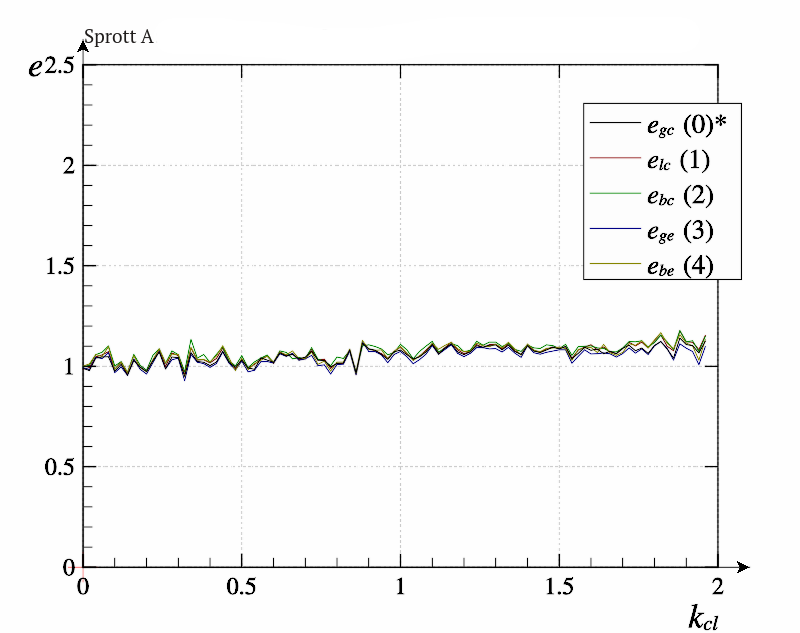 Sprott A
e
2.5
2
1.5
1
0.5
0
e_gc (0)*
e_lc (1)
e_bc (2)
e_ge (3)
e_be (4)
0 0.5 1 1.5 2
k_cl